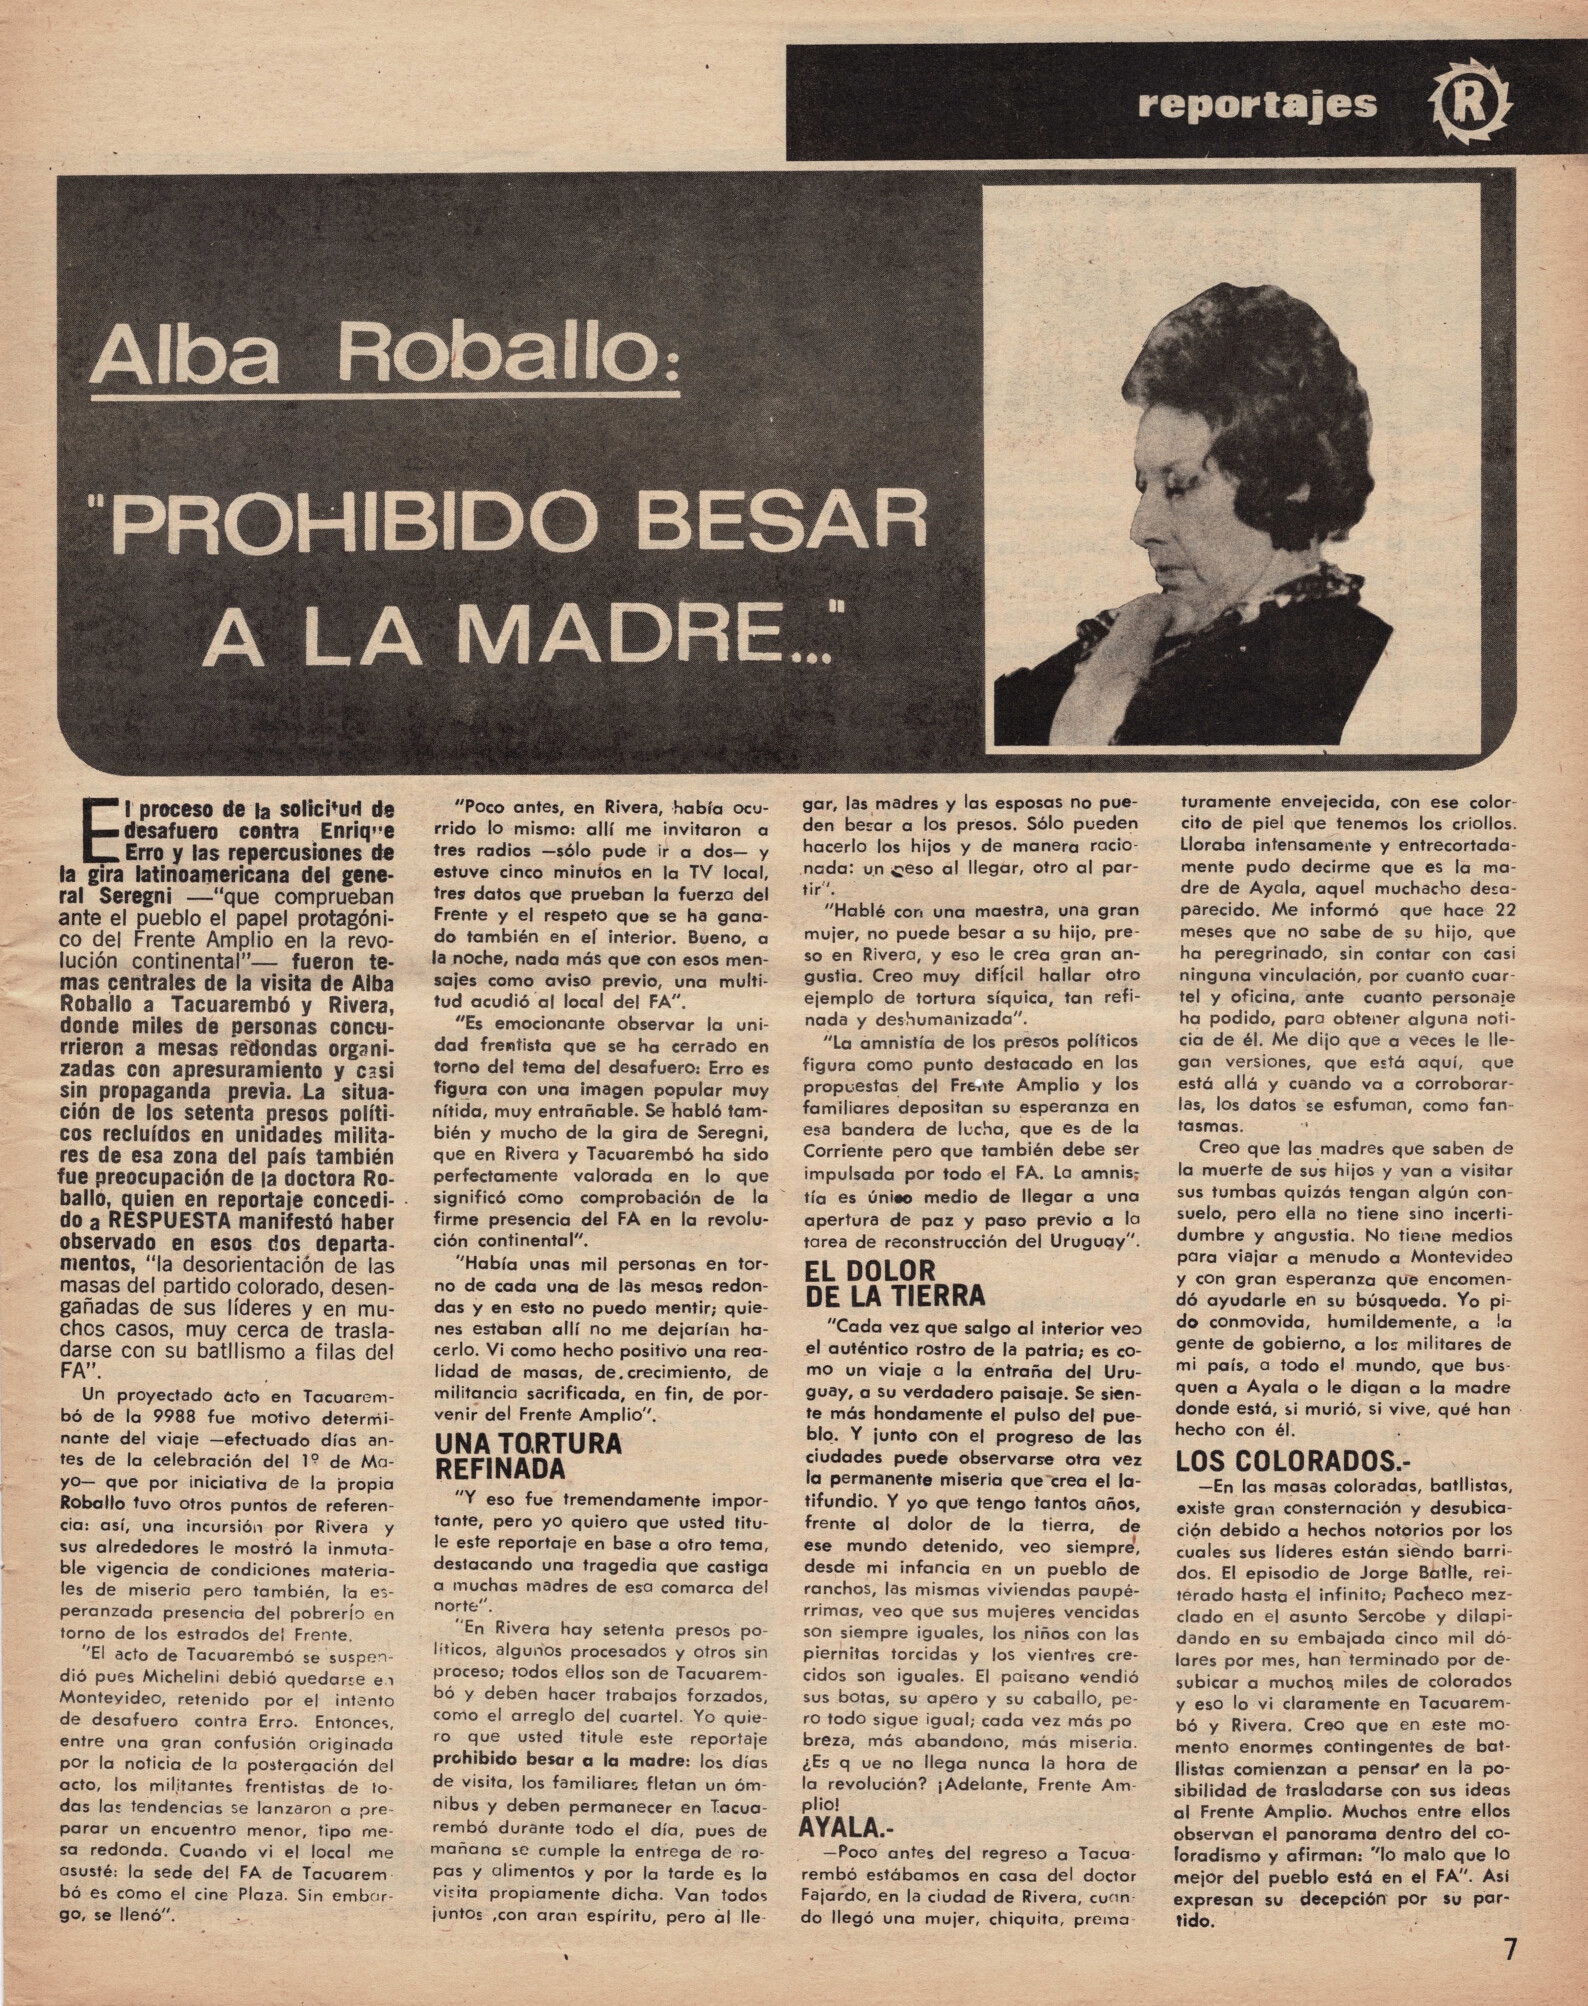 reportajes
R
Alba Roballo:
"PROHIBIDO BESAR
A LA MADRE..."
El proceso de la solicitud de
desafuero contra Enrique
Erro y las repercusiones de
la gira latinoamericana del gene-
ral Seregni —"que comprueban
ante el pueblo el papel protagóni-
co del Frente Amplio en la revo-
lución continental"— fueron te-
mas centrales de la visita de Alba
Roballo a Tacuarembó y Rivera,
donde miles de personas concu-
rrieron a mesas redondas organi-
zadas con apresuramiento y casi
sin propaganda previa. La situa-
ción de los setenta presos políti-
cos recluídos en unidades milita-
res de esa zona del país también
fue preocupación de la doctora Ro-
balló, quien en reportaje concedi-
do a RESPUESTA manifestó haber
observado en esos dos departa-
mentos, "la desorientación de las
masas del partido colorado, desen-
gañadas de sus líderes y en mu-
chos casos, muy cerca de trasla-
darse con su batllismo a filas del
FA".
Un proyectado acto en Tacuarem-
bó de la 9988 fue motivo determi-
nante del viaje —efectuado días an-
tes de la celebración del 1º de Ma-
yo— que por iniciativa de la propia
Roballo tuvo otros puntos de referen-
cia: así, una incursión por Rivera y
sus alrededores le mostró la inmuta-
ble vigencia de condiciones materia-
les de miseria pero también, la es-
peranzada presencia del pobrerío en
torno de los estrados del Frente.
"El acto de Tacuarembó se suspen-
dió pues Michelini debió quedarse en
Montevideo, retenido por el intento
de desafuero contra Erro. Entonces,
entre una gran confusión originada
por la noticia de la postergación del
acto, los militantes frentistas de to-
das las tendencias se lanzaron a pre-
parar un encuentro menor, tipo me-
sa redonda. Cuando vi el local me
asusté: la sede del FA de Tacuarem-
bó es como el cine Plaza. Sin embar-
go, se llenó".
"Poco antes, en Rivera, había ocu-
rrido lo mismo: allí me invitaron a
tres radios —sólo pude ir a dos— y
estuve cinco minutos en la TV local,
tres datos que prueban la fuerza del
Frente y el respeto que se ha gana-
do también en el interior. Bueno, a
la noche, nada más que con esos men-
sajes como aviso previo, una multi-
tud acudió al local del FA".
"Es emocionante observar la uni-
dad frentista que se ha cerrado en
torno del tema del desafuero: Erro es
figura con una imagen popular muy
nítida, muy entrañable. Se habló tam-
bién y mucho de la gira de Seregni,
que en Rivera y Tacuarembó ha sido
perfectamente valorada en lo que
significó como comprobación de la
firme presencia del FA en la revolu-
ción continental".
"Había unas mil personas en tor-
no de cada una de las mesas redon-
das y en esto no puedo mentir; quie-
nes estaban allí no me dejarían ha-
cerlo. Vi como hecho positivo una rea-
lidad de masas, de crecimiento, de
militancia sacrificada, en fin, de por-
venir del Frente Amplio".
UNA TORTURA
REFINADA
"Y eso fue tremendamente impor-
tante, pero yo quiero que usted titu-
le este reportaje en base a otro tema,
destacando una tragedia que castiga
a muchas madres de esa comarca del
norte".
"En Rivera hay setenta presos po-
líticos, algunos procesados y otros sin
proceso; todos ellos son de Tacuarem-
bó y deben hacer trabajos forzados,
como el arreglo del cuartel. Yo quie-
ro que usted titule este reportaje
prohibido besar a la madre: los días
de visita, los familiares fletan un óm-
nibus y deben permanecer en Tacua-
rembó durante todo el día, pues de
mañana se cumple la entrega de ro-
pas y alimentos y por la tarde es la
visita propiamente dicha. Van todos
juntos ,con gran espíritu, pero al lle-
gar, las madres y las esposas no pue-
den besar a los presos. Sólo pueden
hacerlo los hijos y de manera racio-
nada: un beso al llegar, otro al par-
tir".
"Hablé con una maestra, una gran
mujer, no puede besar a su hijo, pre-
so en Rivera, y eso le crea gran an-
gustia. Creo muy difícil hallar otro
ejemplo de tortura síquica, tan refi-
nada y deshumanizada".
"La amnistía de los presos políticos
figura como punto destacado en las
propuestas del Frente Amplio y los
familiares depositan su esperanza en
esa bandera de lucha, que es de la
Corriente pero que también debe ser
impulsada por todo el FA. La amnis-
tía es único medio de llegar a una
apertura de paz y paso previo a la
tarea de reconstrucción del Uruguay".
EL DOLOR
DE LA TIERRA
"Cada vez que salgo al interior veo
el auténtico rostro de la patria; es co-
mo un viaje a la entraña del Uru-
guay, a su verdadero paisaje. Se sien-
te más hondamente el pulso del pue-
blo. Y junto con el progreso de las
ciudades puede observarse otra vez
la permanente miseria que crea el la-
tifundio. Y yo que tengo tantos años,
frente al dolor de la tierra, de
ese mundo detenido, veo siempre,
desde mi infancia en un pueblo de
ranchos, las mismas viviendas paupé-
rrimas, veo que sus mujeres vencidas
son siempre iguales, los niños con las
piernitas torcidas y los vientres cre-
cidos son iguales. El paisano vendió
sus botas, su apero y su caballo, pe-
ro todo sigue igual; cada vez más po
breza, más abandono, más miseria.
¿Es q ue no llega nunca la hora de
la revolución? ¡Adelante, Frente Am-
plio!
AYALA.-
—Poco antes del regreso a Tacua-
rembó estábamos en casa del doctor
Fajardo, en la ciudad de Rivera, cuan-
do llegó una mujer, chiquita, prema-
turamente envejecida, con ese color-
cito de piel que tenemos los criollos.
Lloraba intensamente y entrecortada-
mente pudo decirme que es la ma-
dre de Ayala, aquel muchacho desa-
parecido. Me informó que hace 22
meses que no sabe de su hijo, que
ha peregrinado, sin contar con casi
ninguna vinculación, por cuanto cuar-
tel y oficina, ante cuanto personaje
ha podido, para obtener alguna noti-
cia de él. Me dijo que a veces le lle-
gan versiones, que está aquí, que
está allá y cuando va a corroborar-
las, los datos se esfuman, como fan-
tasmas.
Creo que las madres que saben de
la muerte de sus hijos y van a visitar
sus tumbas quizás tengan algún con-
suelo, pero ella no tiene sino incerti-
dumbre y angustia. No tiene medios
para viajar a menudo a Montevideo
y con gran esperanza que encomen-
dó ayudarle en su búsqueda. Yo pi-
do conmovida, humildemente, a la
gente de gobierno, a los militares de
mi país, a todo el mundo, que bus-
quen a Ayala o le digan a la madre
donde está, si murió, si vive, qué han
hecho con él.
LOS COLORADOS.-
—En las masas coloradas, batllistas,
existe gran consternación y desubica-
ción debido a hechos notorios por los
cuales sus líderes están siendo barri-
dos. El episodio de Jorge Batlle, rei-
terado hasta el infinito; Pacheco mez-
clado en el asunto Sercobe y dilapi-
dando en su embajada cinco mil dó-
lares por mes, han terminado por de-
subicar a muchos miles de colorados
y eso lo vi claramente en Tacuarem-
bó y Rivera. Creo que en este mo-
mento enormes contingentes de bat-
llistas comienzan a pensar en la po-
sibilidad de trasladarse con sus ideas
al Frente Amplio. Muchos entre ellos
observan el panorama dentro del co-
loradismo y afirman: "lo malo que lo
mejor del pueblo está en el FA". Así
expresan su decepción por su par-
tido.
7